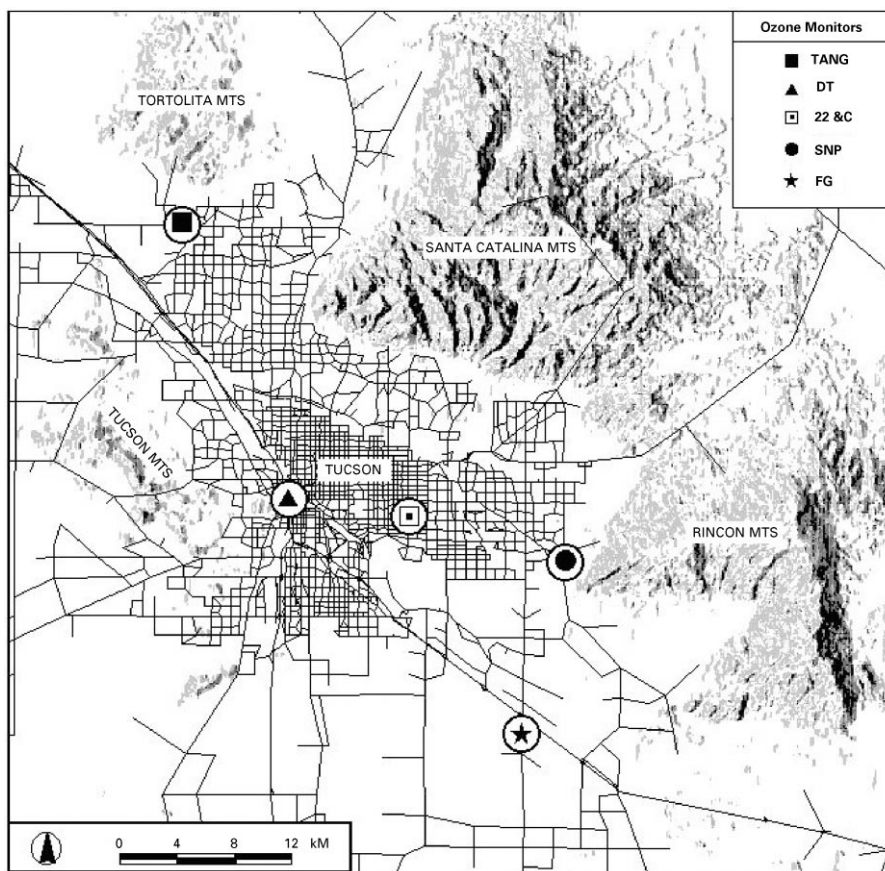 Ozone Monitors
TANG
DT
22 &C
SNP
FG
TORTOLITA MTS
SANTA CATALINA MTS
TUCSON MTS
TUCSON
RINCON MTS
0 4 8 12 kM